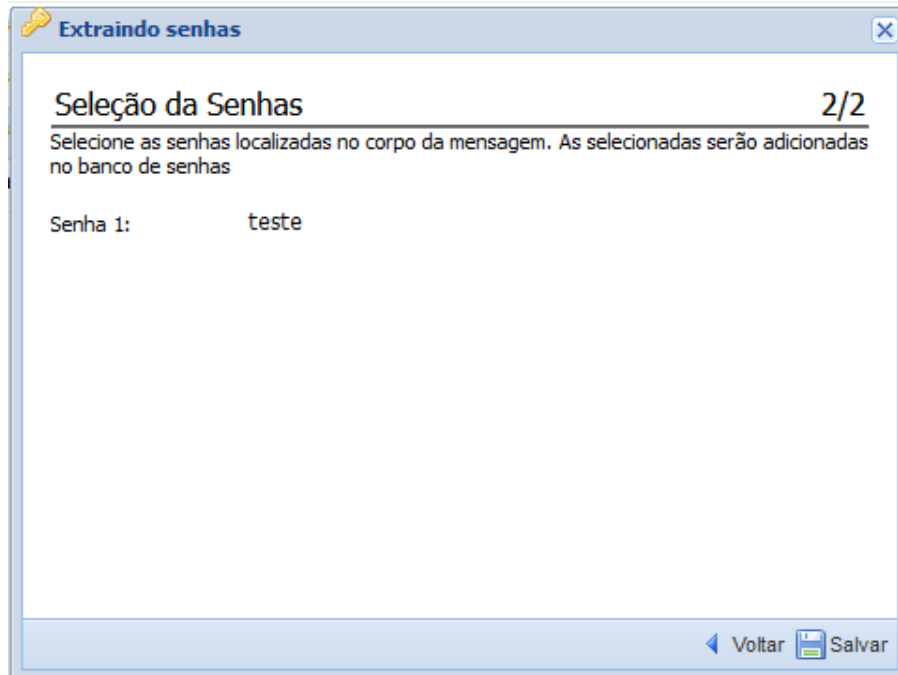 Extraindo senhas
Seleção da Senhas 2/2
Selecione as senhas localizadas no corpo da mensagem. As selecionadas serão adicionadas
no banco de senhas
Senha 1: teste
Voltar Salvar